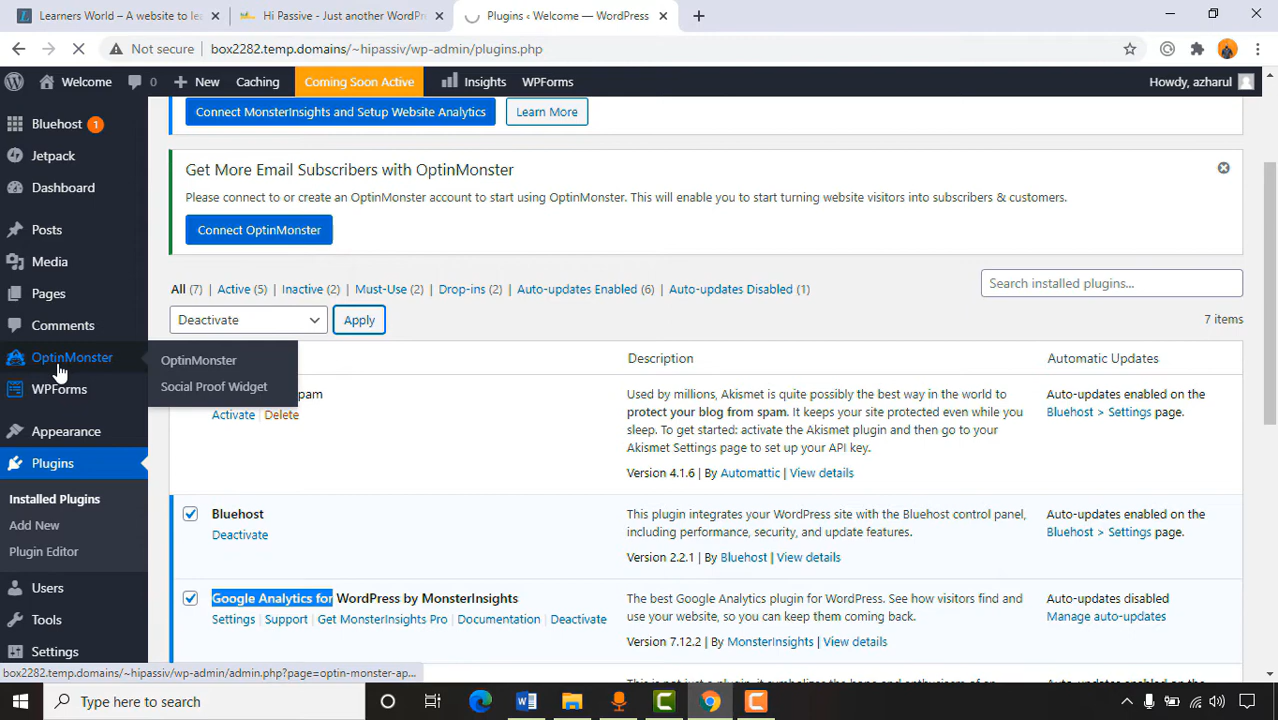 Learners World – A website to lea
Hi Passive - Just another WordPr
Plugins ‹ Welcome — WordPress
Not secure
box2282.temp.domains/~hipassiv/wp-admin/plugins.php
Welcome
0
New
Caching
Coming Soon Active
Insights
WPForms
Howdy, azharul
Connect MonsterInsights and Setup Website Analytics
Learn More
Bluehost 1
Jetpack
Dashboard
Posts
Media
Pages
Comments
OptinMonster
WPForms
Appearance
Plugins
Installed Plugins
Add New
Plugin Editor
Users
Tools
Settings
OptinMonster
Social Proof Widget
Get More Email Subscribers with OptinMonster
Please connect to or create an OptinMonster account to start using OptinMonster. This will enable you to start turning website visitors into subscribers & customers.
Connect OptinMonster
All (7) | Active (5) | Inactive (2) | Must-Use (2) | Drop-ins (2) | Auto-updates Enabled (6) | Auto-updates Disabled (1)
Search installed plugins...
Deactivate
Apply
7 items
Description
Automatic Updates
pam
Activate | Delete
Used by millions, Akismet is quite possibly the best way in the world to
protect your blog from spam. It keeps your site protected even while you
sleep. To get started: activate the Akismet plugin and then go to your
Akismet Settings page to set up your API key.
Version 4.1.6 | By Automattic | View details
Auto-updates enabled on the
Bluehost > Settings page.
Bluehost
Deactivate
This plugin integrates your WordPress site with the Bluehost control panel,
including performance, security, and update features.
Version 2.2.1 | By Bluehost | View details
Auto-updates enabled on the
Bluehost > Settings page.
Google Analytics for WordPress by MonsterInsights
Settings | Support | Get MonsterInsights Pro | Documentation | Deactivate
The best Google Analytics plugin for WordPress. See how visitors find and
use your website, so you can keep them coming back.
Version 7.12.2 | By MonsterInsights | View details
Auto-updates disabled
Manage auto-updates
box2282.temp.domains/~hipassiv/wp-admin/admin.php?page=optin-monster-ap...
Type here to search